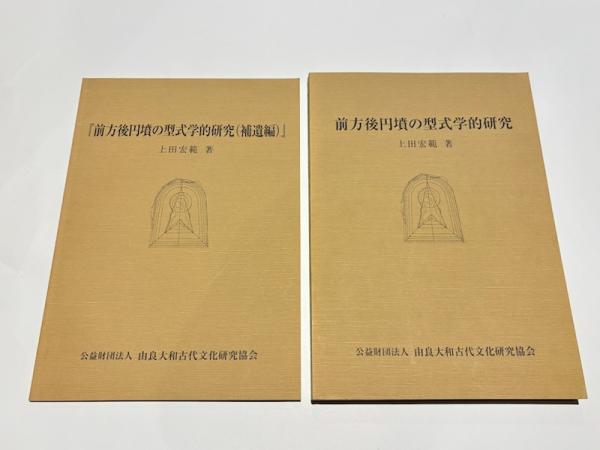 『前方後円墳の型式学的研究(補遺編)』
上田宏範 著
公益財団法人 由良大和古代文化研究協会
前方後円墳の型式学的研究
上田宏範 著
公益財団法人 由良大和古代文化研究協会